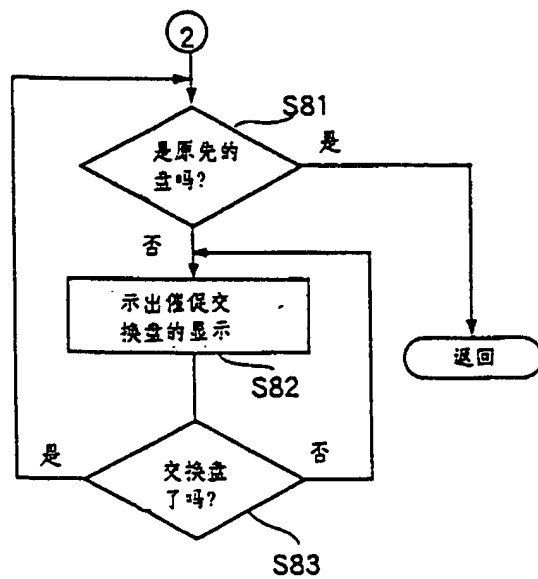 2
S81
是原先的
盘吗?
是
否
示出催促交
换盘的显示
返回
S82
是
交换盘
了吗?
否
S83